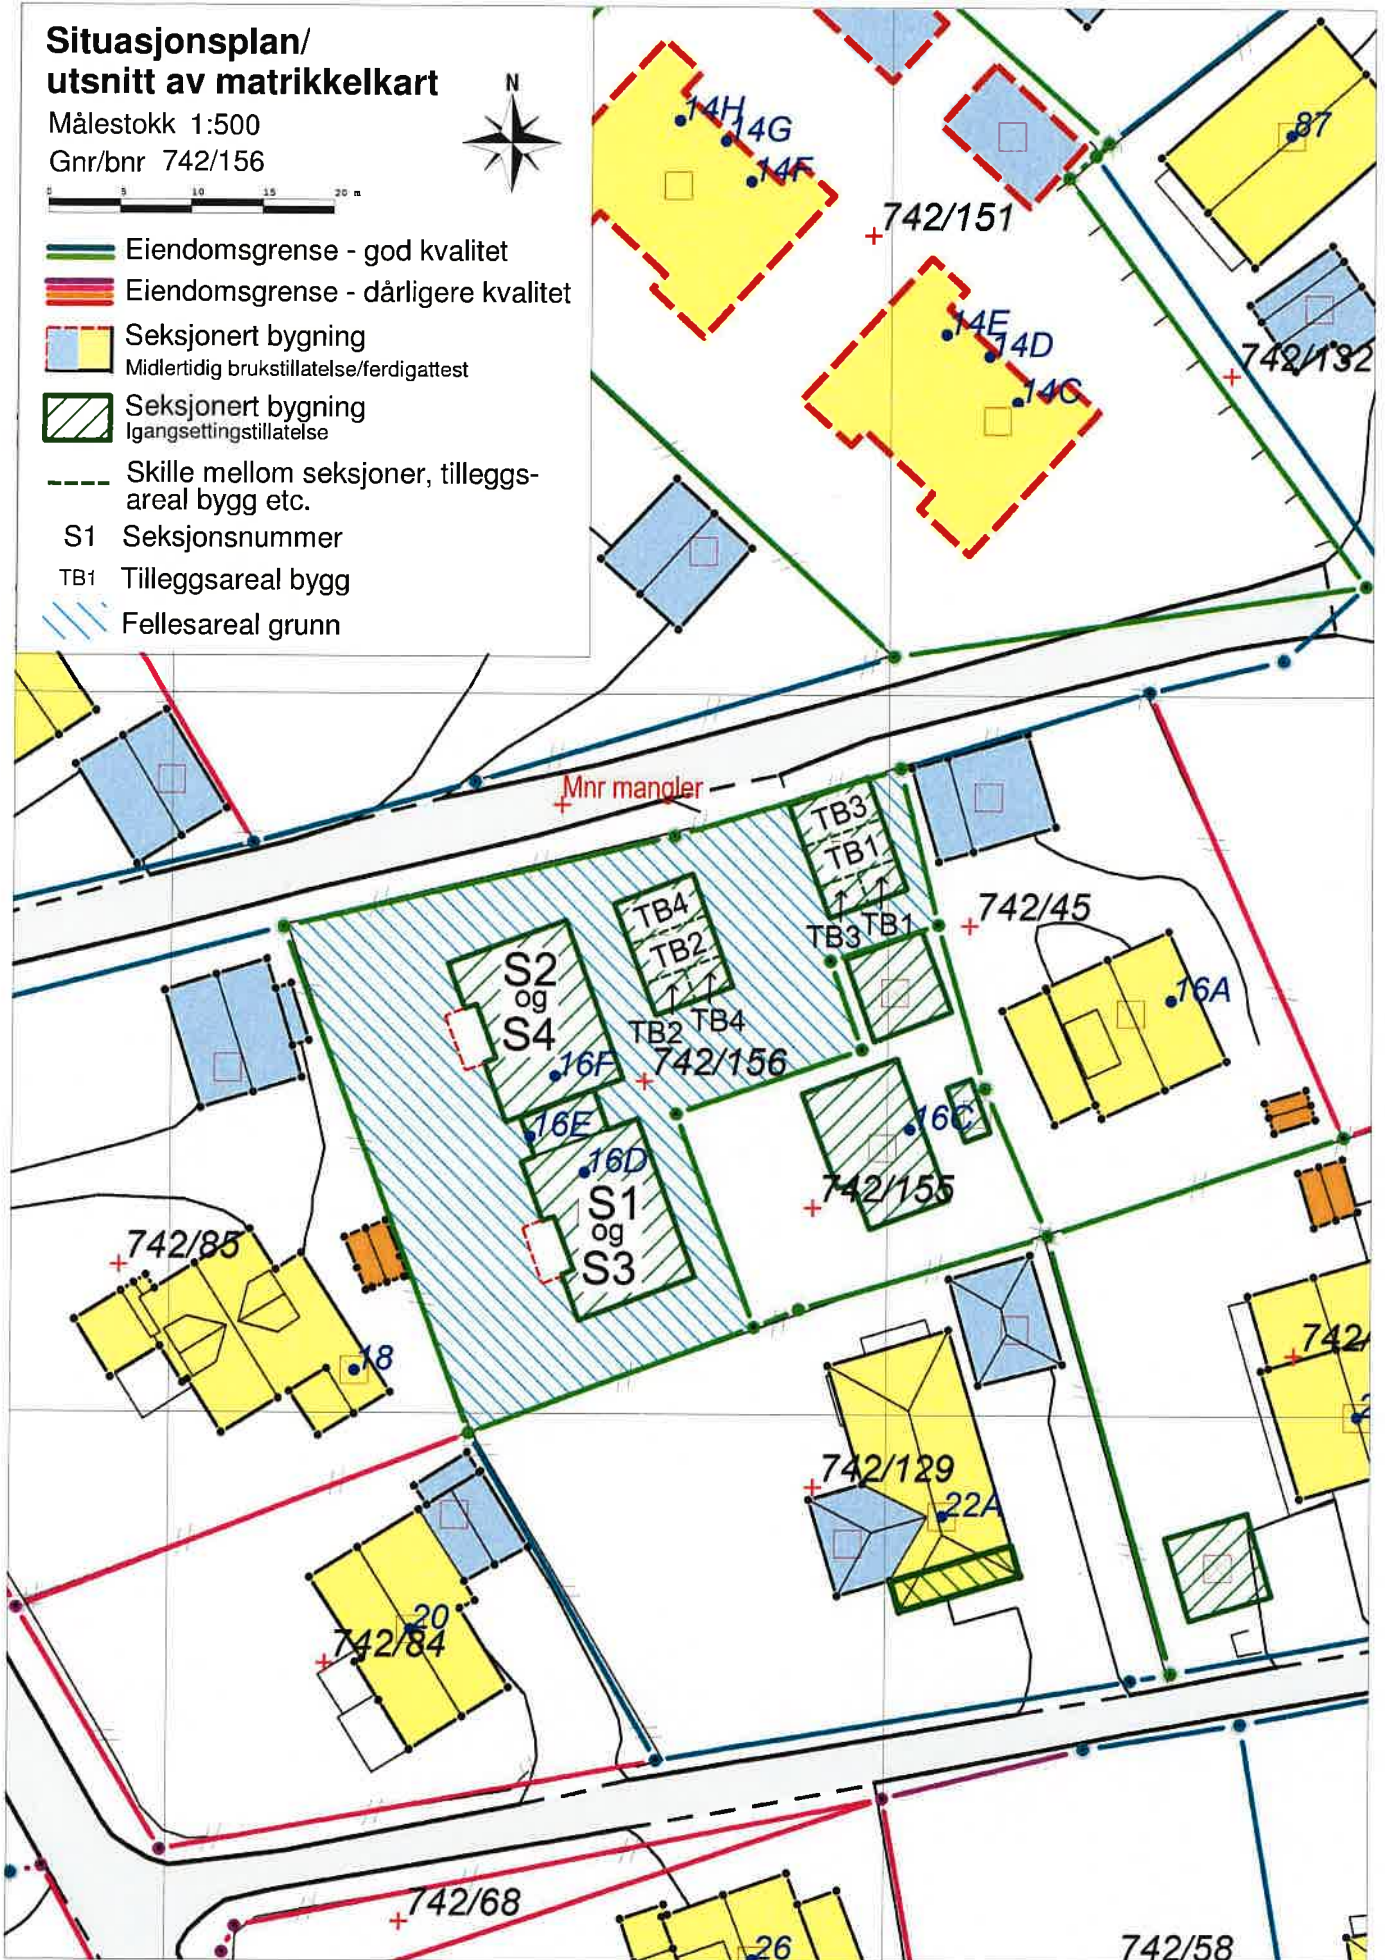 Situasjonsplan/
utsnitt av matrikkelkart
Målestokk 1:500
Gnr/bnr 742/156
N
0 5 10 15 20 m
Eiendomsgrense - god kvalitet
Eiendomsgrense - dårligere kvalitet
Seksjonert bygning
Midlertidig brukstillatelse/ferdigattest
Seksjonert bygning
Igangsettingstillatelse
Skille mellom seksjoner, tilleggs-
areal bygg etc.
S1 Seksjonsnummer
TB1 Tilleggsareal bygg
Fellesareal grunn
14H
14G
14F
87
742/151
14E
14D
14C
742/132
Mnr mangler
TB3
TB1
TB3 TB1
742/45
TB4
TB2
TB2 TB4
S2
og
S4
16A
16F
742/156
16E
16C
16D
S1
og
S3
742/155
742/85
18
742/
2
742/129
22A
20
742/84
742/68
26
742/58